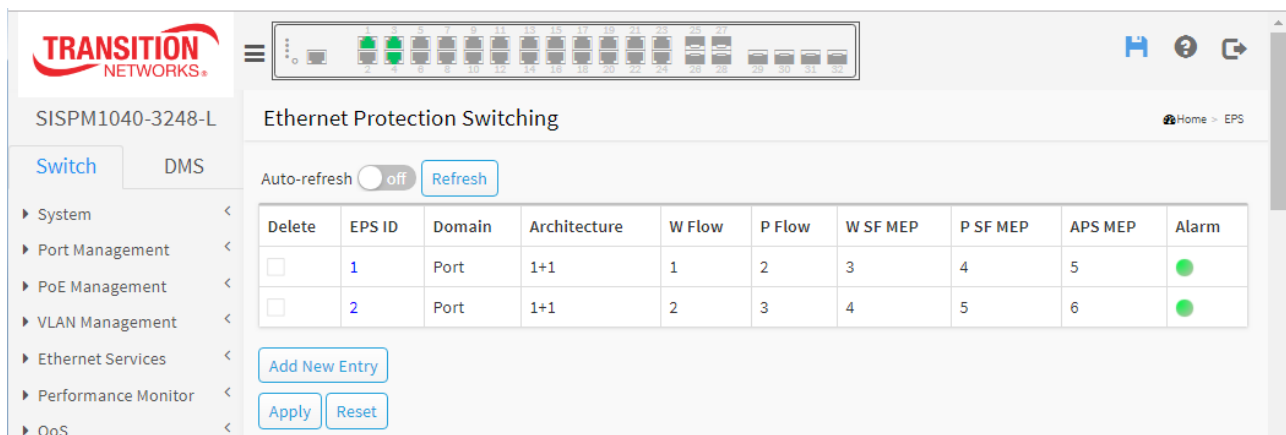 TRANSITION
NETWORKS®
1 3 5 7 9 11 13 15 17 19 21 23 25 27
2 4 6 8 10 12 14 16 18 20 22 24 26 28 29 30 31 32
SISPM1040-3248-L
Ethernet Protection Switching
Home > EPS
Switch DMS
Auto-refresh off Refresh
System
Port Management
PoE Management
VLAN Management
Ethernet Services
Performance Monitor
QoS
Delete EPS ID Domain Architecture W Flow P Flow W SF MEP P SF MEP APS MEP Alarm
1 Port 1+1 1 2 3 4 5
2 Port 1+1 2 3 4 5 6
Add New Entry
Apply Reset